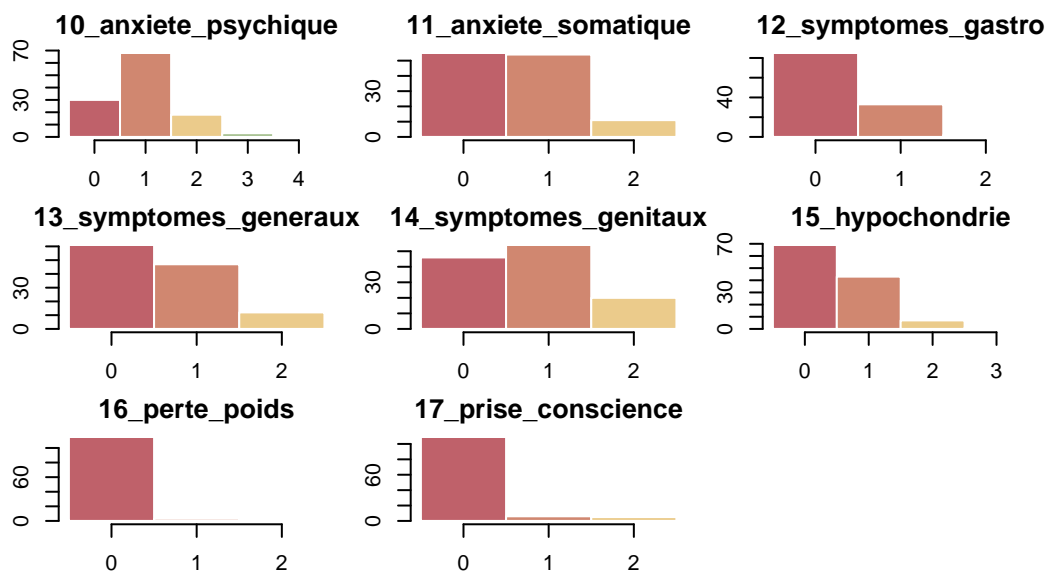 10_anxiete_psychique
70
30
0
0 1 2 3 4
11_anxiete_somatique
30
0
0 1 2
12_symptomes_gastro
40
0
0 1 2
13_symptomes_generaux
30
0
0 1 2
14_symptomes_genitaux
30
0
0 1 2
15_hypochondrie
70
30
0
0 1 2 3
16_perte_poids
60
0
0 1 2
17_prise_conscience
60
0
0 1 2